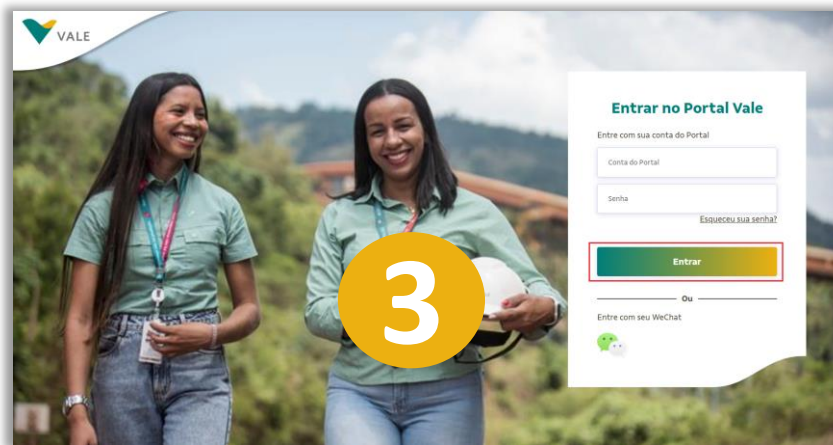 VALE
Entrar no Portal Vale
Entre com sua conta do Portal
Conta do Portal
Senha
Esqueceu sua senha?
Entrar
Ou
Entre com seu WeChat
3